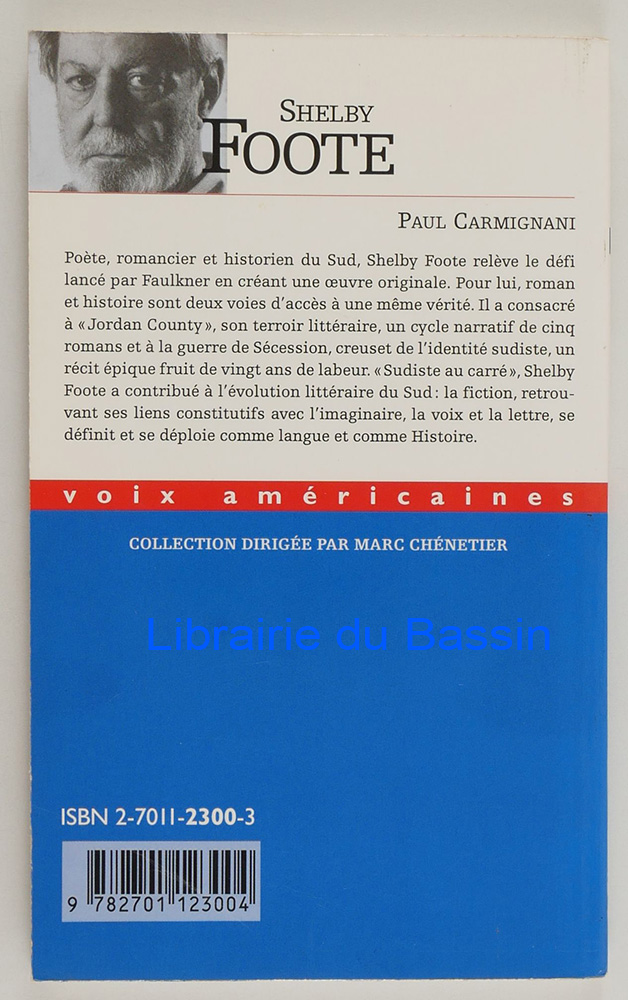 SHELBY
FOOTE
PAUL CARMIGNANI
Poète, romancier et historien du Sud, Shelby Foote relève le défi
lancé par Faulkner en créant une œuvre originale. Pour lui, roman
et histoire sont deux voies d'accès à une même vérité. Il a consacré
à « Jordan County », son terroir littéraire, un cycle narratif de cinq
romans et à la guerre de Sécession, creuset de l'identité sudiste, un
récit épique fruit de vingt ans de labeur. « Sudiste au carré », Shelby
Foote a contribué à l'évolution littéraire du Sud : la fiction, retrou-
vant ses liens constitutifs avec l'imaginaire, la voix et la lettre, se
définit et se déploie comme langue et comme Histoire.
voix américaines
COLLECTION DIRIGÉE PAR MARC CHÉNETIER
Librairie du Bassin
ISBN 2-7011-2300-3
9 782701 123004